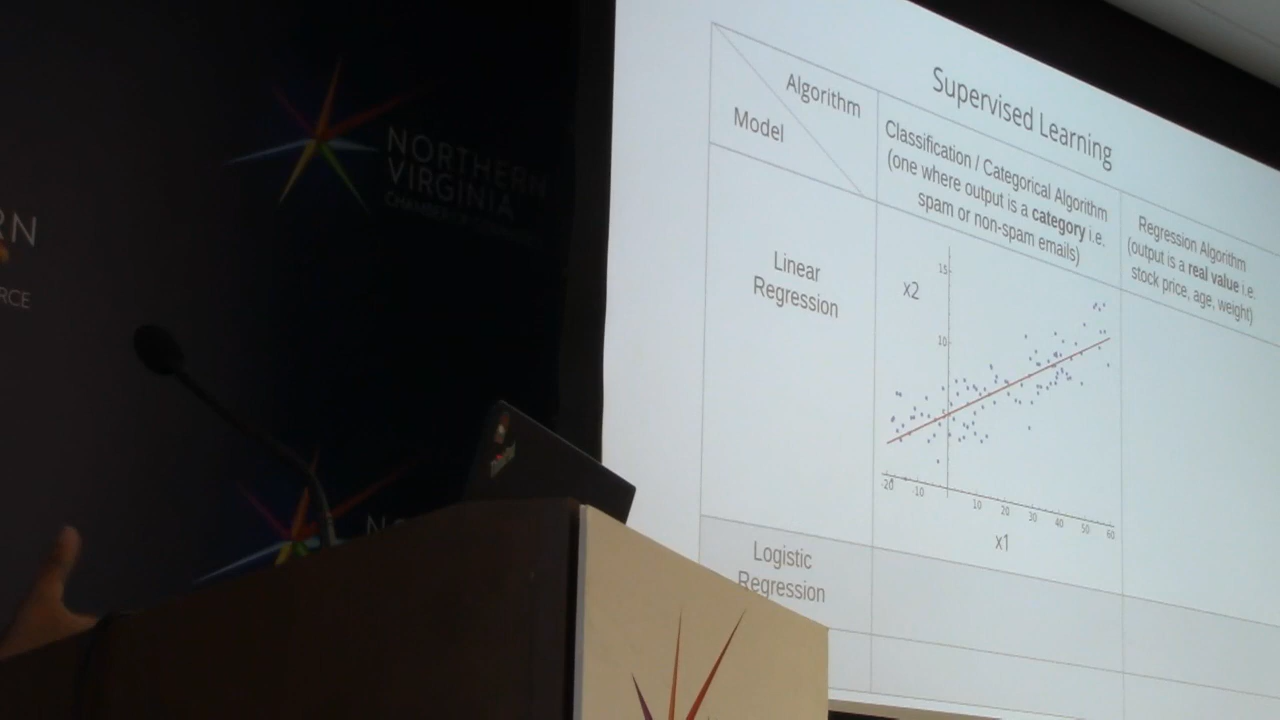 NORTHERN
VIRGINIA
RN
RCE
Supervised Learning
Algorithm
Model
Classification / Categorical Algorithm
(one where output is a category i.e.
spam or non-spam emails)
Regression Algorithm
(output is a real value i.e.
stock price, age, weight)
Linear
Regression
x2
15
10
-20
-10
10
20
30
40
50
60
x1
Logistic
Regression